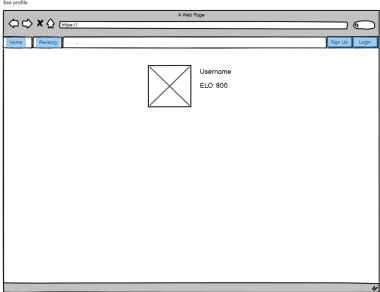 See profile
A Web Page
https://
Home Ranking ... Sign Up Login
Username
ELO: 800